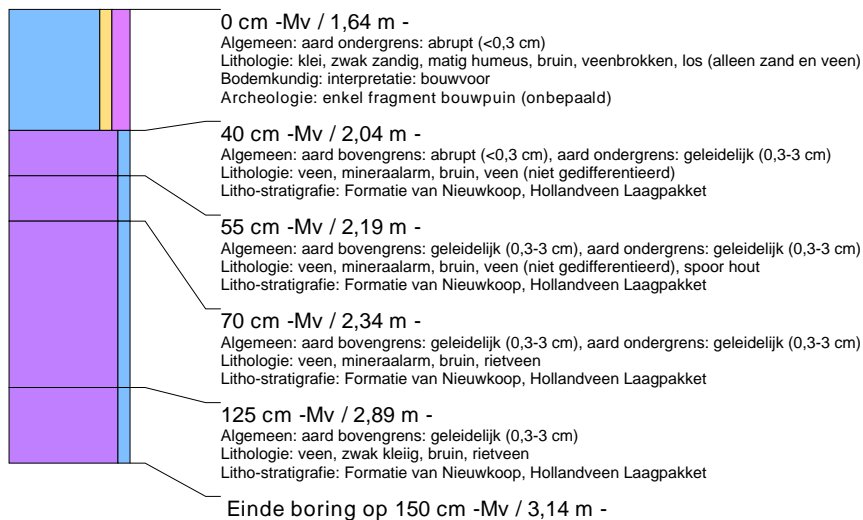 0 cm -Mv / 1,64 m -
Algemeen: aard ondergrens: abrupt (<0,3 cm)
Lithologie: klei, zwak zandig, matig humeus, bruin, veenbrokken, los (alleen zand en veen)
Bodemkundig: interpretatie: bouwvoor
Archeologie: enkel fragment bouwpuin (onbepaald)
40 cm -Mv / 2,04 m -
Algemeen: aard bovengrens: abrupt (<0,3 cm), aard ondergrens: geleidelijk (0,3-3 cm)
Lithologie: veen, mineraalarm, bruin, veen (niet gedifferentieerd)
Litho-stratigrafie: Formatie van Nieuwkoop, Hollandveen Laagpakket
55 cm -Mv / 2,19 m -
Algemeen: aard bovengrens: geleidelijk (0,3-3 cm), aard ondergrens: geleidelijk (0,3-3 cm)
Lithologie: veen, mineraalarm, bruin, veen (niet gedifferentieerd), spoor hout
Litho-stratigrafie: Formatie van Nieuwkoop, Hollandveen Laagpakket
70 cm -Mv / 2,34 m -
Algemeen: aard bovengrens: geleidelijk (0,3-3 cm), aard ondergrens: geleidelijk (0,3-3 cm)
Lithologie: veen, mineraalarm, bruin, rietveen
Litho-stratigrafie: Formatie van Nieuwkoop, Hollandveen Laagpakket
125 cm -Mv / 2,89 m -
Algemeen: aard bovengrens: geleidelijk (0,3-3 cm)
Lithologie: veen, zwak kleiig, bruin, rietveen
Litho-stratigrafie: Formatie van Nieuwkoop, Hollandveen Laagpakket
Einde boring op 150 cm -Mv / 3,14 m -